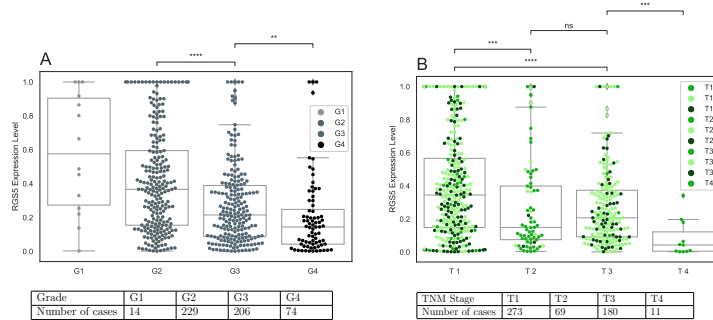 A
****
**
RGS5 Expression Level
1.0
0.8
0.6
0.4
0.2
0.0
G1
G2
G3
G4
G1 G2 G3 G4
Grade G1 G2 G3 G4
Number of cases 14 229 206 74
B
***
ns
***
****
RGS5 Expression Level
1.0
0.8
0.6
0.4
0.2
0.0
T1
T1
T1
T2
T2
T2
T3
T3
T3
T4
T 1 T 2 T 3 T 4
TNM Stage T1 T2 T3 T4
Number of cases 273 69 180 11